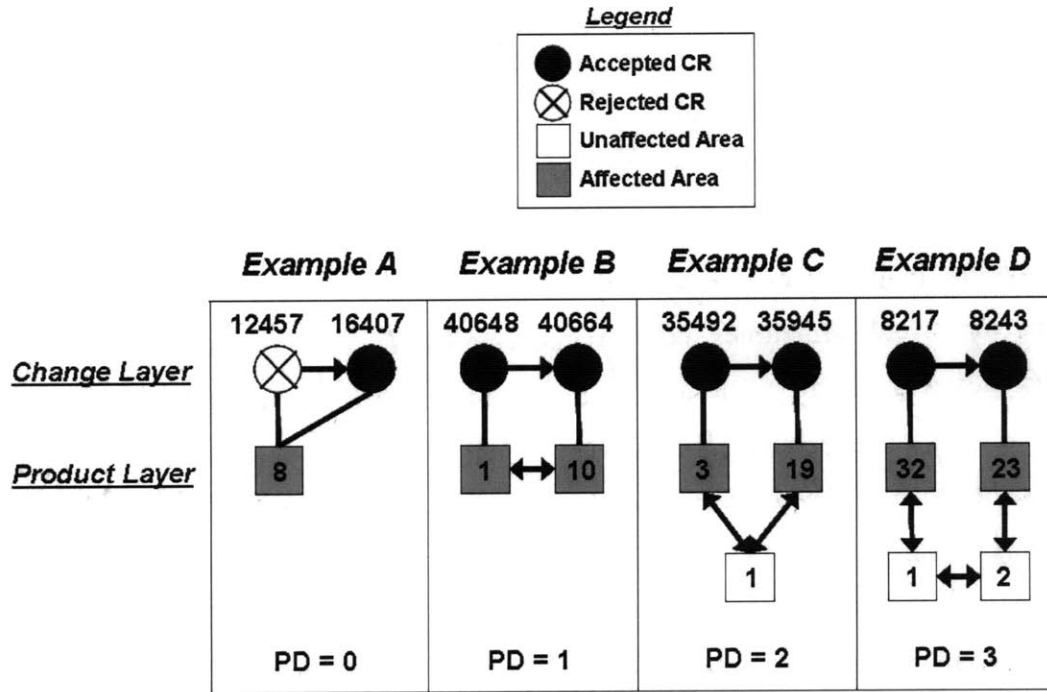 Legend
Accepted CR
Rejected CR
Unaffected Area
Affected Area
Example A Example B Example C Example D
12457 16407 40648 40664 35492 35945 8217 8243
Change Layer
Product Layer
8 1 10 3 19 32 23
1 1 2
PD = 0 PD = 1 PD = 2 PD = 3